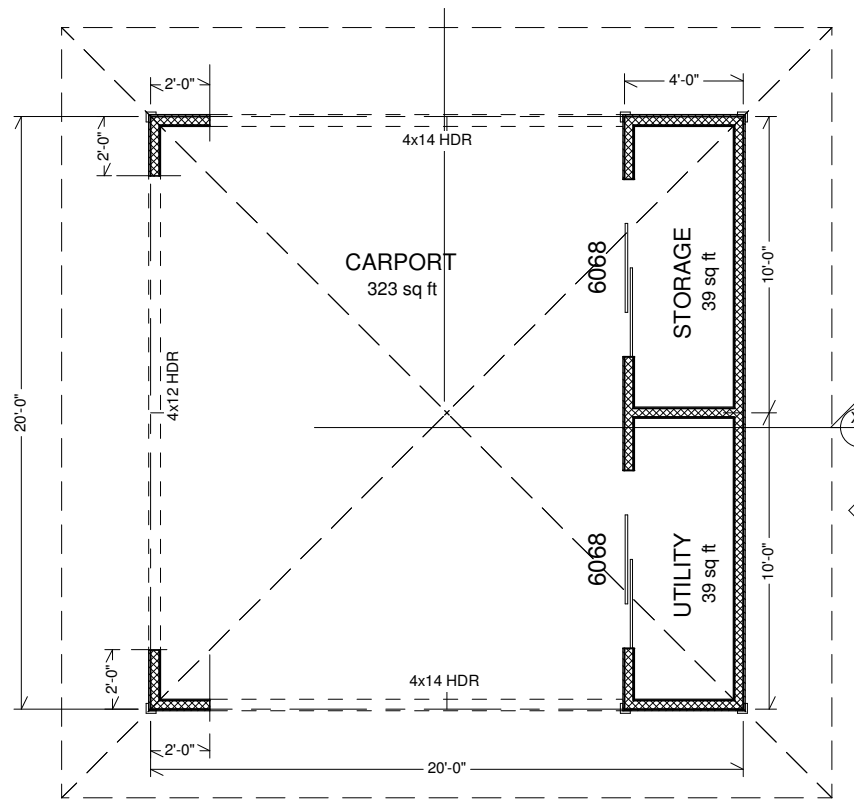 2'-0"
4'-0"
2'-0"
4x14 HDR
CARPORT
323 sq ft
6068
STORAGE
39 sq ft
10'-0"
20'-0"
4x12 HDR
6068
UTILITY
39 sq ft
10'-0"
2'-0"
4x14 HDR
2'-0"
20'-0"